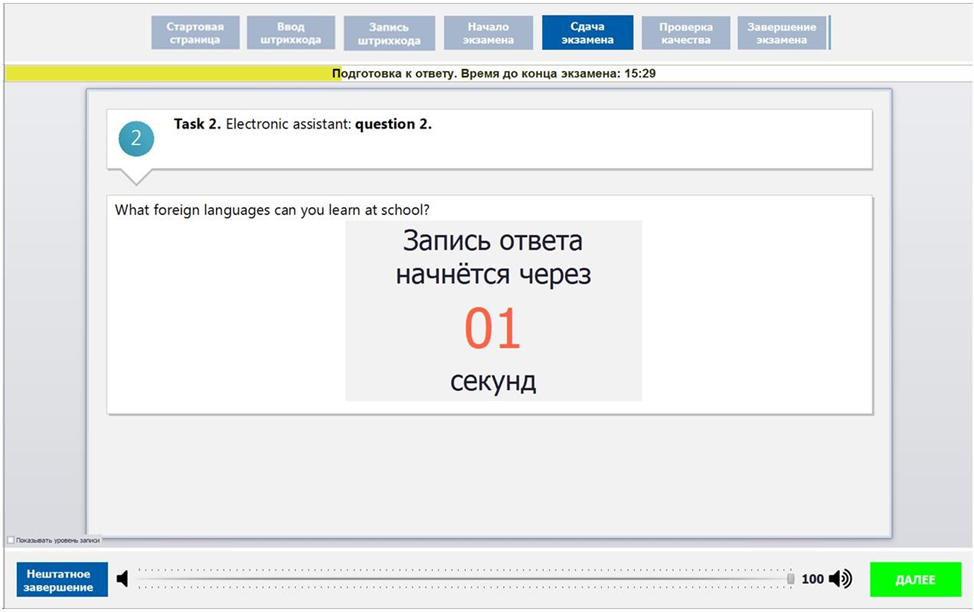 Стартовая страница
Ввод штрихкода
Запись штрихкода
Начало экзамена
Сдача экзамена
Проверка качества
Завершение экзамена
Подготовка к ответу. Время до конца экзамена: 15:29
2
Task 2. Electronic assistant: question 2.
What foreign languages can you learn at school?
Запись ответа
начнётся через
01
секунд
Показывать уровень записи
Нештатное
завершение
100
ДАЛЕЕ